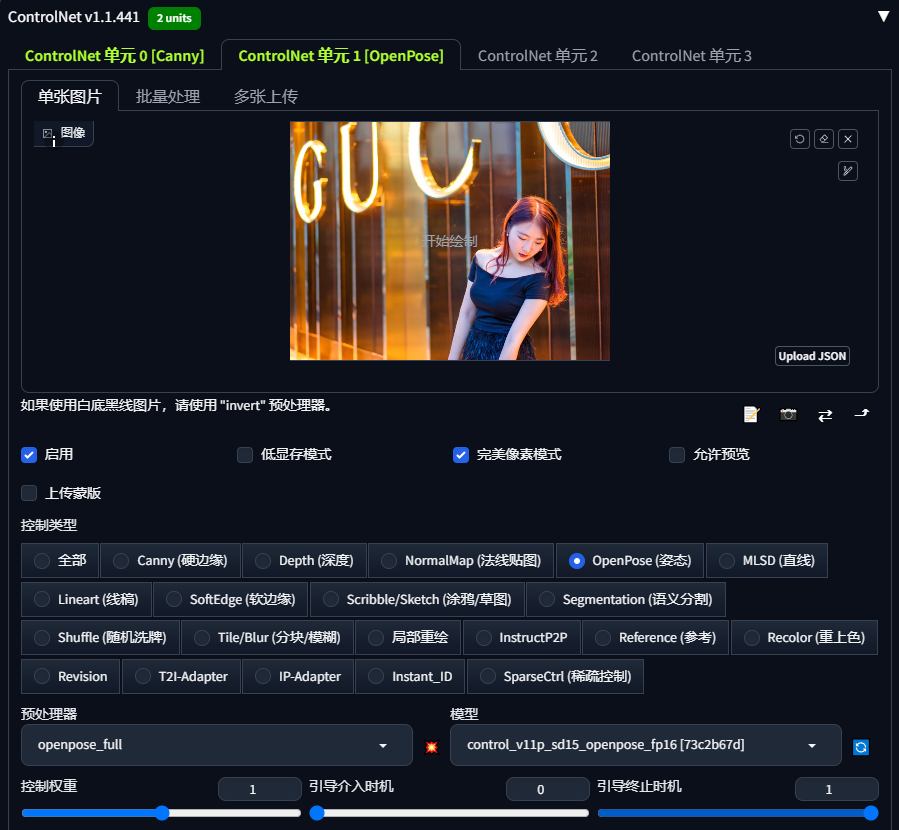 ControlNet v1.1.441 2 units
ControlNet 单元 0 [Canny] ControlNet 单元 1 [OpenPose] ControlNet 单元 2 ControlNet 单元 3
单张图片 批量处理 多张上传
图像
GUCC
开始绘制
Upload JSON
如果使用白底黑线图片，请使用 "invert" 预处理器。
启用 低显存模式 完美像素模式 允许预览
上传蒙版
控制类型
全部 Canny (硬边缘) Depth (深度) NormalMap (法线贴图) OpenPose (姿态) MLSD (直线)
Lineart (线稿) SoftEdge (软边缘) Scribble/Sketch (涂鸦/草图) Segmentation (语义分割)
Shuffle (随机洗牌) Tile/Blur (分块/模糊) 局部重绘 InstructP2P Reference (参考) Recolor (重上色)
Revision T2I-Adapter IP-Adapter Instant_ID SparseCtrl (稀疏控制)
预处理器 模型
openpose_full control_v11p_sd15_openpose_fp16 [73c2b67d]
控制权重 1 引导介入时机 0 引导终止时机 1